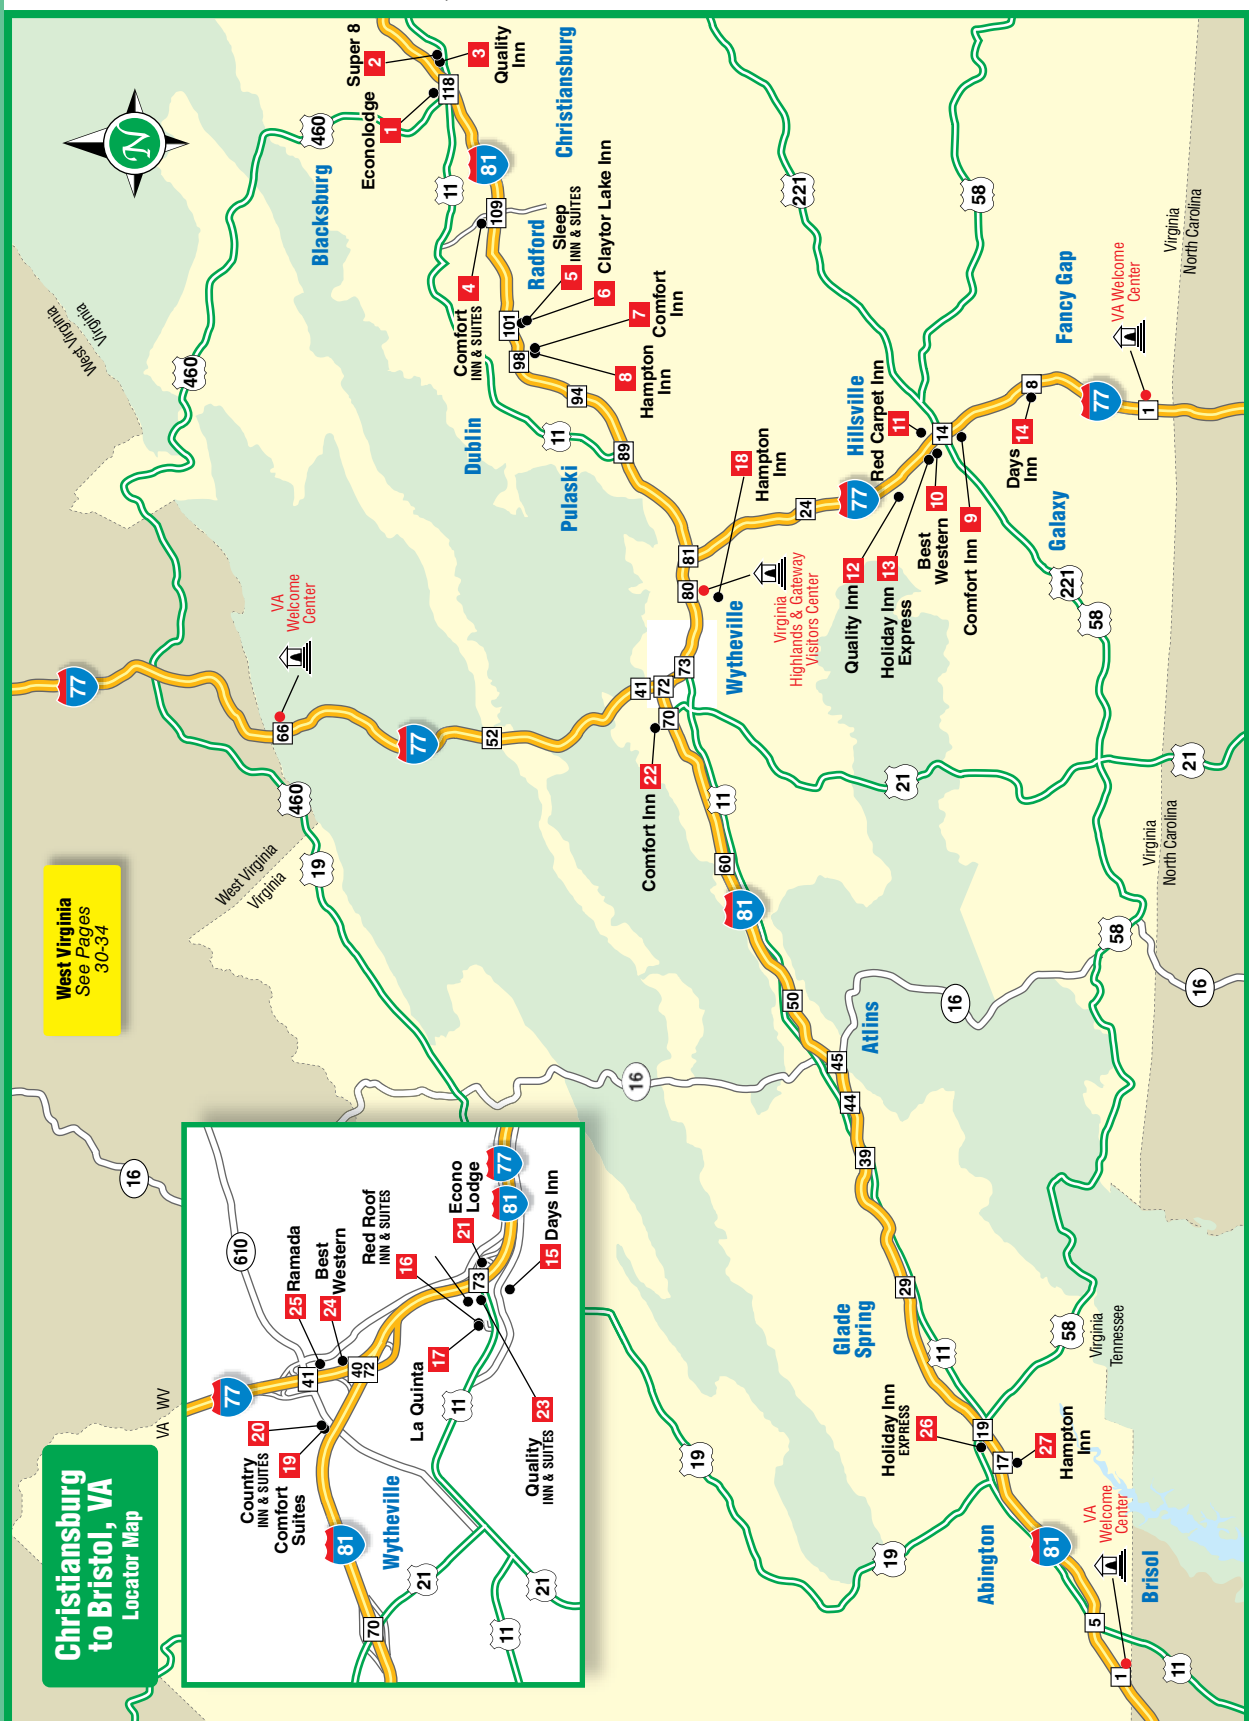 Christiansburg
to Bristol, VA
Locator Map
West Virginia
See Pages
30-34
N
West Virginia
Virginia
West Virginia
Virginia
VA
WV
Virginia
North Carolina
Virginia
North Carolina
Virginia
Tennessee
Blacksburg
Christiansburg
Radford
Dublin
Pulaski
Hillsville
Fancy Gap
Galaxy
Wytheville
Atlins
Glade
Spring
Abington
Brisol
Econolodge
1
Super 8
2
3
Quality
Inn
Comfort
INN & SUITES
4
5
Sleep
INN & SUITES
6
Claytor Lake Inn
7
Comfort
Inn
8
Hampton
Inn
Comfort Inn
9
Best
Western
10
11
Red Carpet Inn
Quality Inn
12
Holiday Inn
EXPRESS
13
Days
Inn
14
18
Hampton
Inn
Comfort Inn
22
Holiday Inn
EXPRESS
26
27
Hampton
Inn
VA
Welcome
Center
Virginia
Highlands & Gateway
Visitors Center
VA Welcome
Center
VA
Welcome
Center
460
460
460
19
19
19
16
16
16
16
11
11
11
11
11
21
21
221
221
58
58
58
58
81
81
81
77
77
77
77
118
109
101
98
94
89
81
80
73
72
41
70
60
50
45
44
39
29
19
17
5
1
66
52
24
14
8
1
Wytheville
Country
INN & SUITES
20
Comfort
Suites
19
25
Ramada
24
Best
Western
Red Roof
INN & SUITES
16
21
Econo
Lodge
15
Days Inn
La Quinta
17
Quality
INN & SUITES
23
610
77
81
77
81
41
40
72
73
70
11
11
21
21